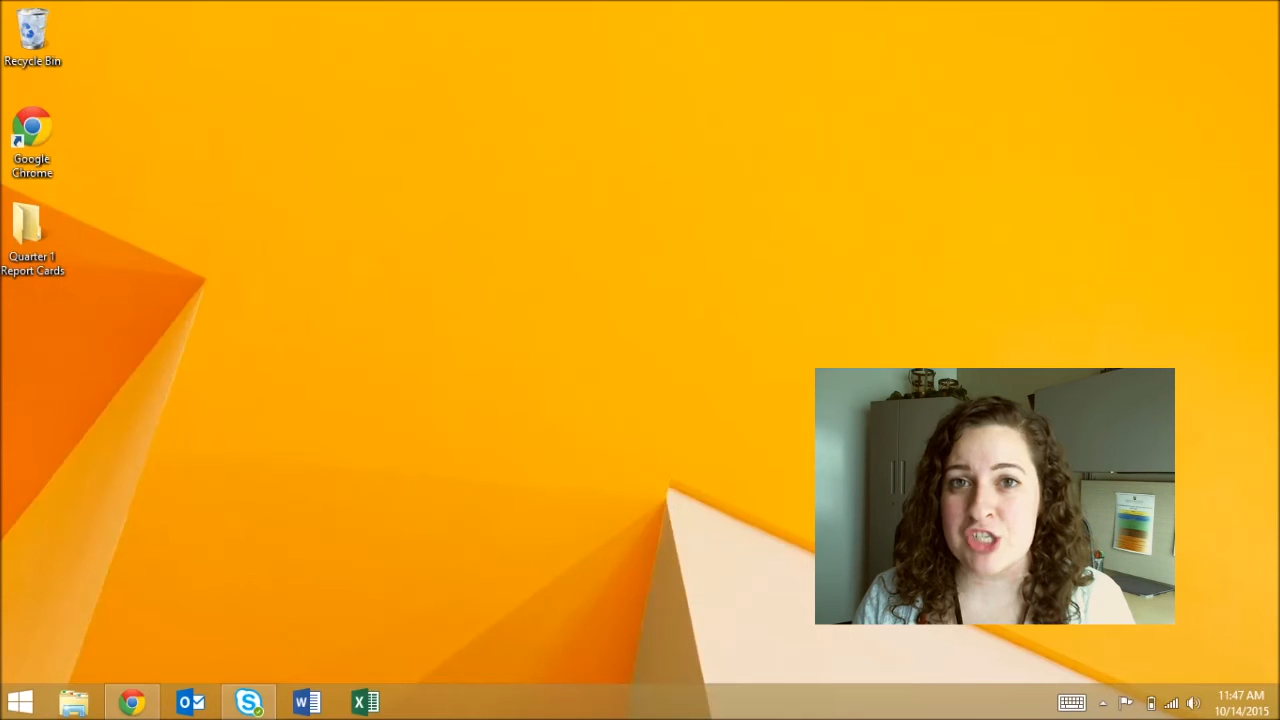 Recycle Bin
Google
Chrome
Quarter 1
Report Cards
11:47 AM
10/14/2015